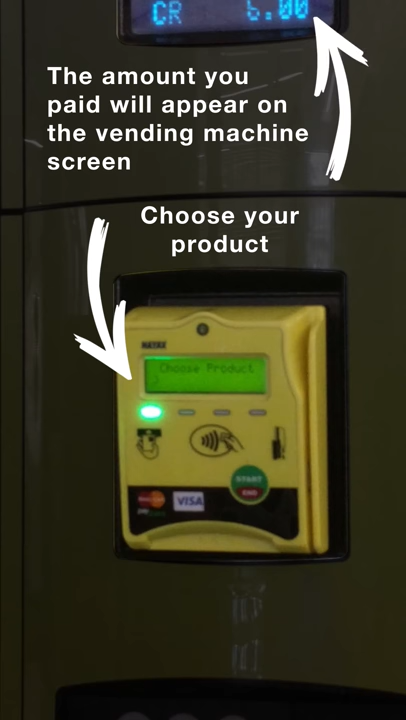 CR 6.00
The amount you
paid will appear on
the vending machine
screen
Choose your
product
NAYAX
Choose Product
START
END
MasterCard
VISA